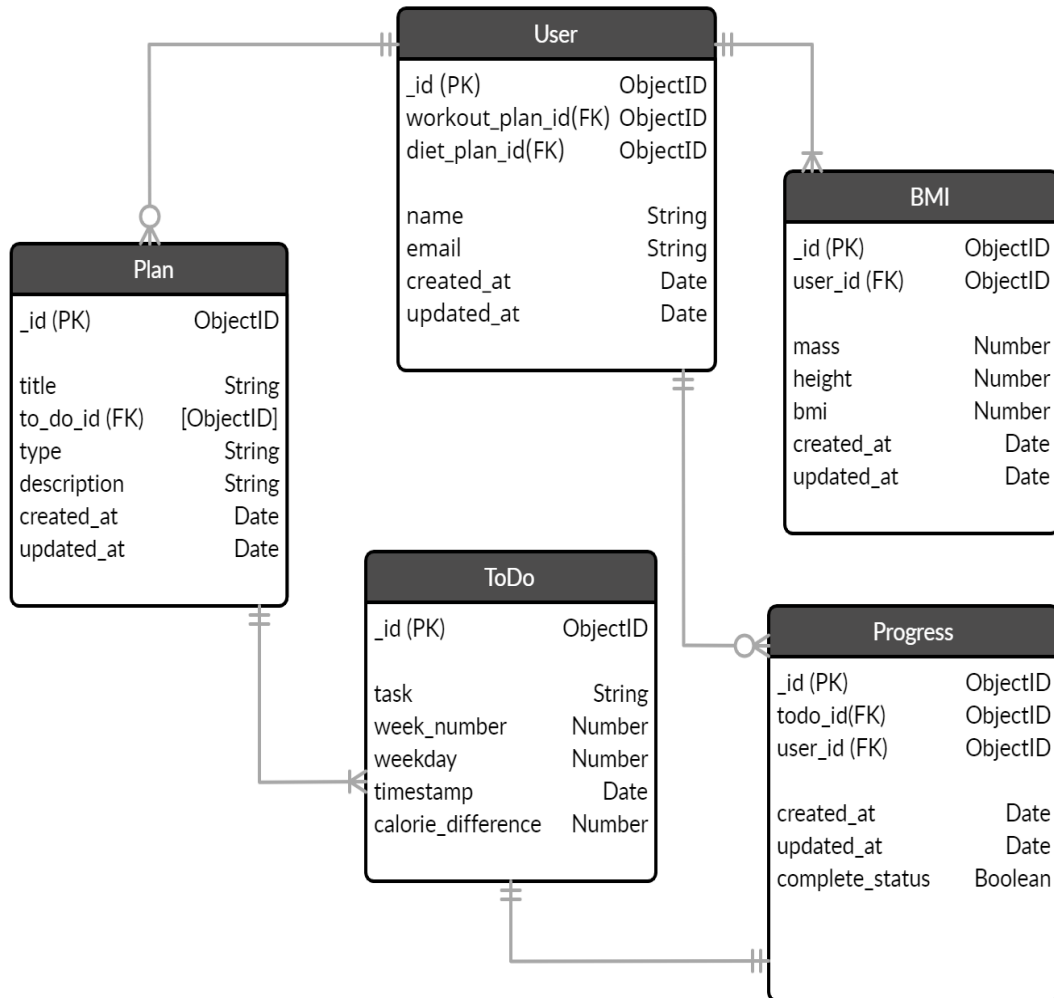 User
_id (PK) ObjectID
workout_plan_id(FK) ObjectID
diet_plan_id(FK) ObjectID
name String
email String
created_at Date
updated_at Date
BMI
_id (PK) ObjectID
user_id (FK) ObjectID
mass Number
height Number
bmi Number
created_at Date
updated_at Date
Plan
_id (PK) ObjectID
title String
to_do_id (FK) [ObjectID]
type String
description String
created_at Date
updated_at Date
ToDo
_id (PK) ObjectID
task String
week_number Number
weekday Number
timestamp Date
calorie_difference Number
Progress
_id (PK) ObjectID
todo_id(FK) ObjectID
user_id (FK) ObjectID
created_at Date
updated_at Date
complete_status Boolean